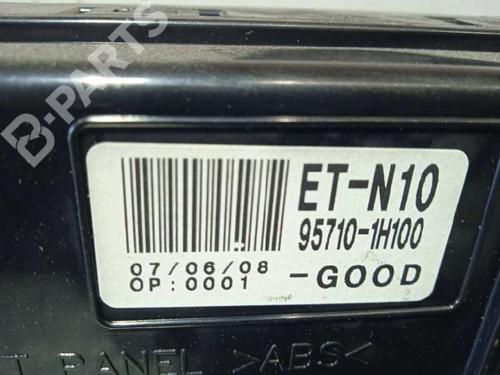 B-PARTS
ET-N10
95710-1H100
07/06/08
OP:0001
-GOOD
T PANEL >ABS<